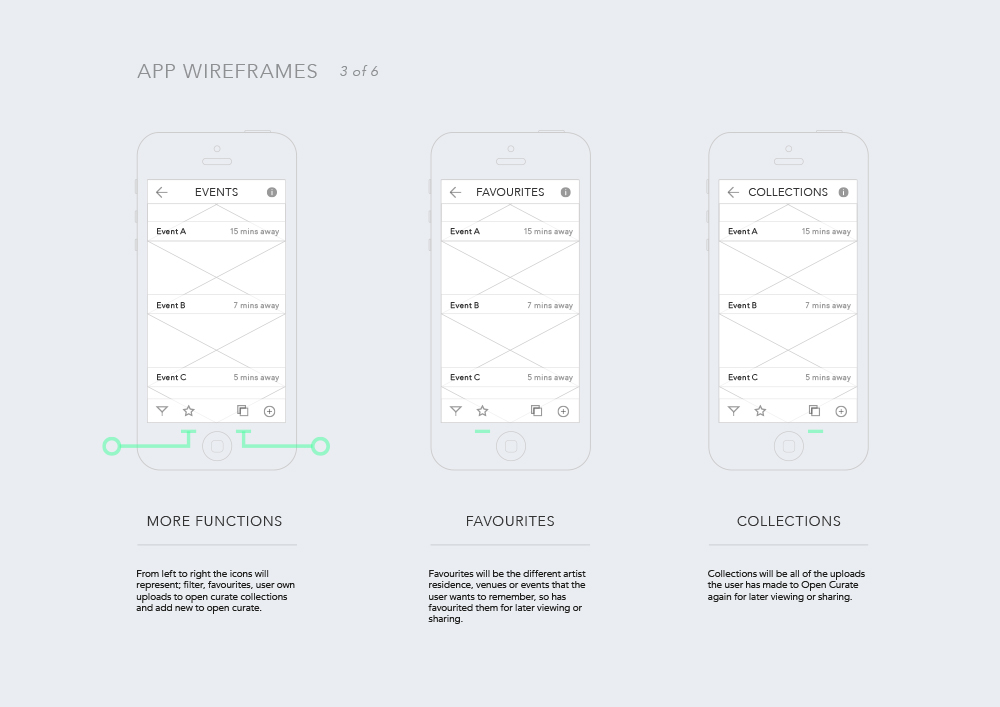 APP WIREFRAMES 3 of 6
EVENTS
Event A 15 mins away
Event B 7 mins away
Event C 5 mins away
FAVOURITES
Event A 15 mins away
Event B 7 mins away
Event C 5 mins away
COLLECTIONS
Event A 15 mins away
Event B 7 mins away
Event C 5 mins away
MORE FUNCTIONS
From left to right the icons will
represent; filter, favourites, user own
uploads to open curate collections
and add new to open curate.
FAVOURITES
Favourites will be the different artist
residence, venues or events that the
user wants to remember, so has
favourited them for later viewing or
sharing.
COLLECTIONS
Collections will be all of the uploads
the user has made to Open Curate
again for later viewing or sharing.